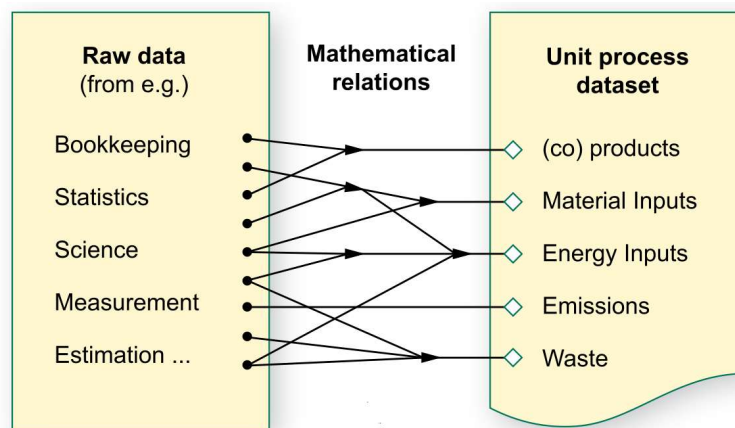 Raw data
(from e.g.)
Bookkeeping
Statistics
Science
Measurement
Estimation ...
Mathematical
relations
Unit process
dataset
(co) products
Material Inputs
Energy Inputs
Emissions
Waste